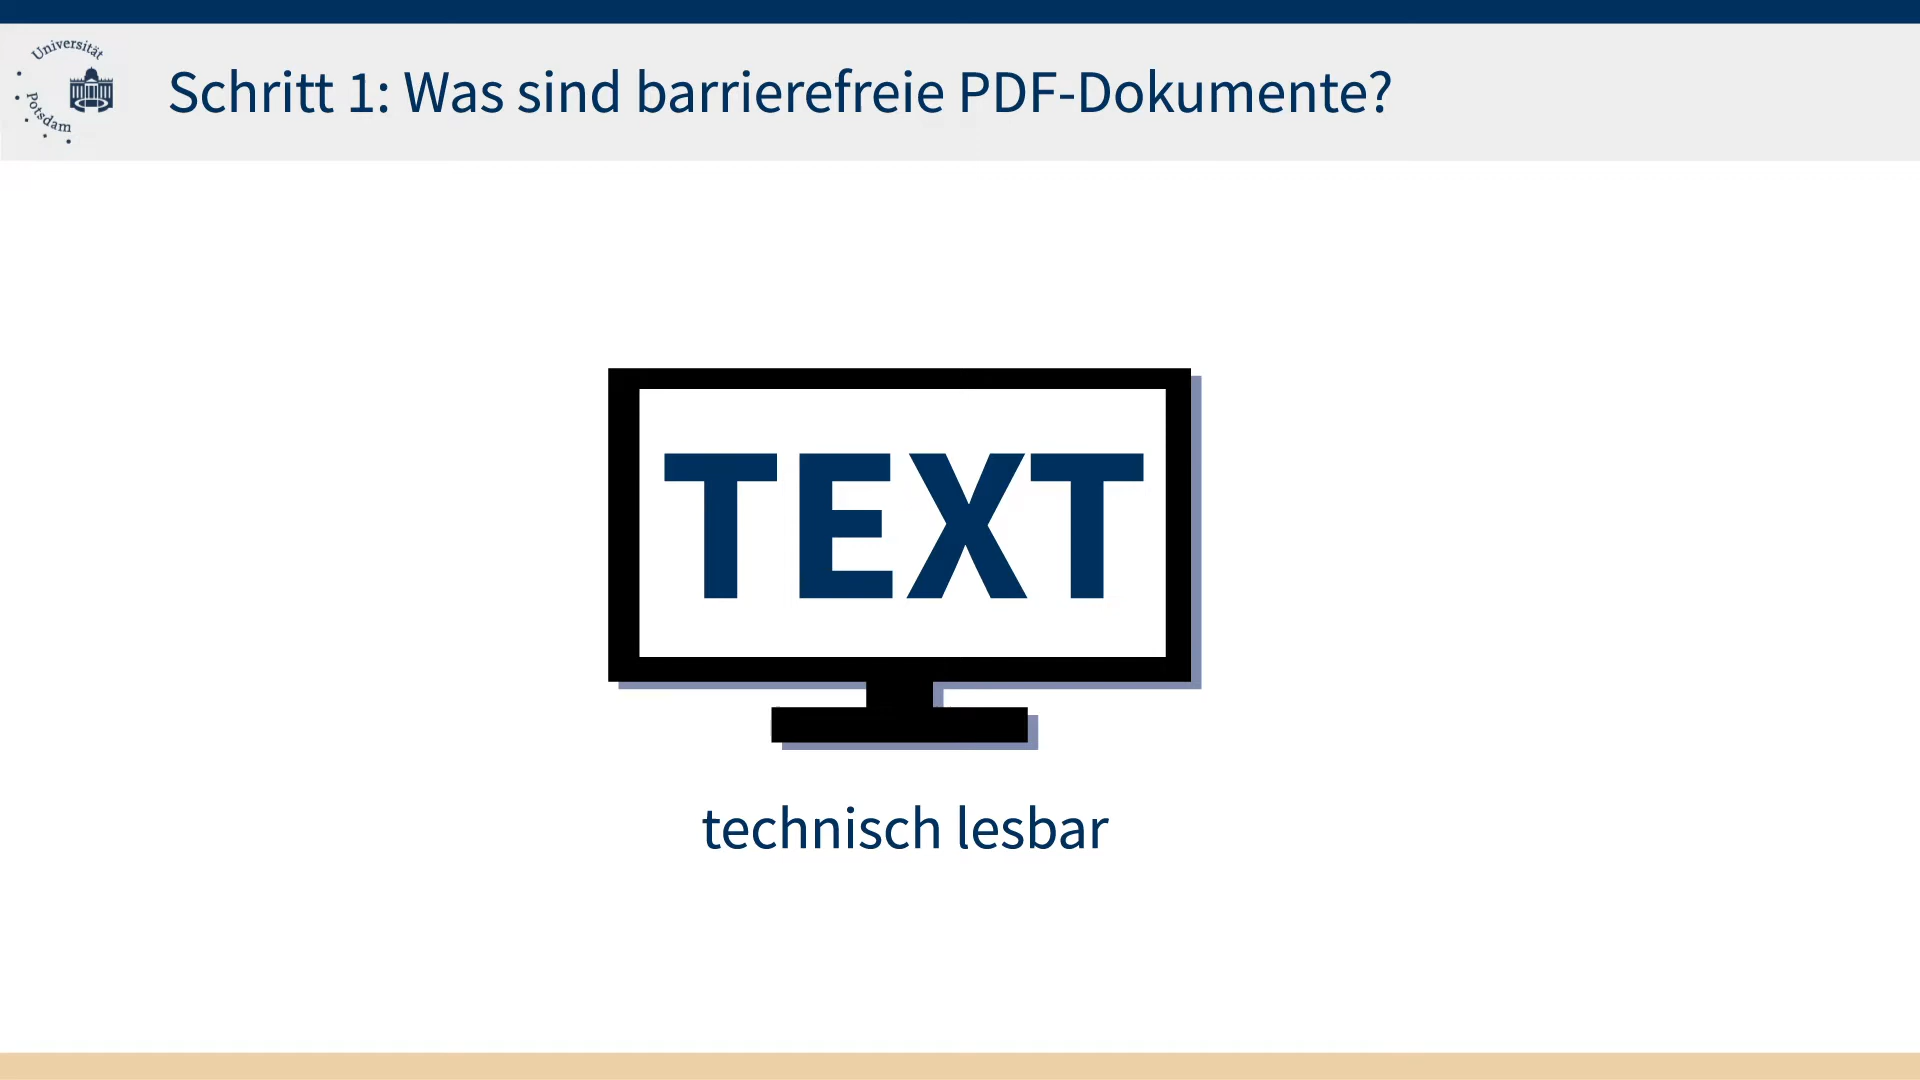 Universität
Potsdam
Schritt 1: Was sind barrierefreie PDF-Dokumente?
TEXT
technisch lesbar